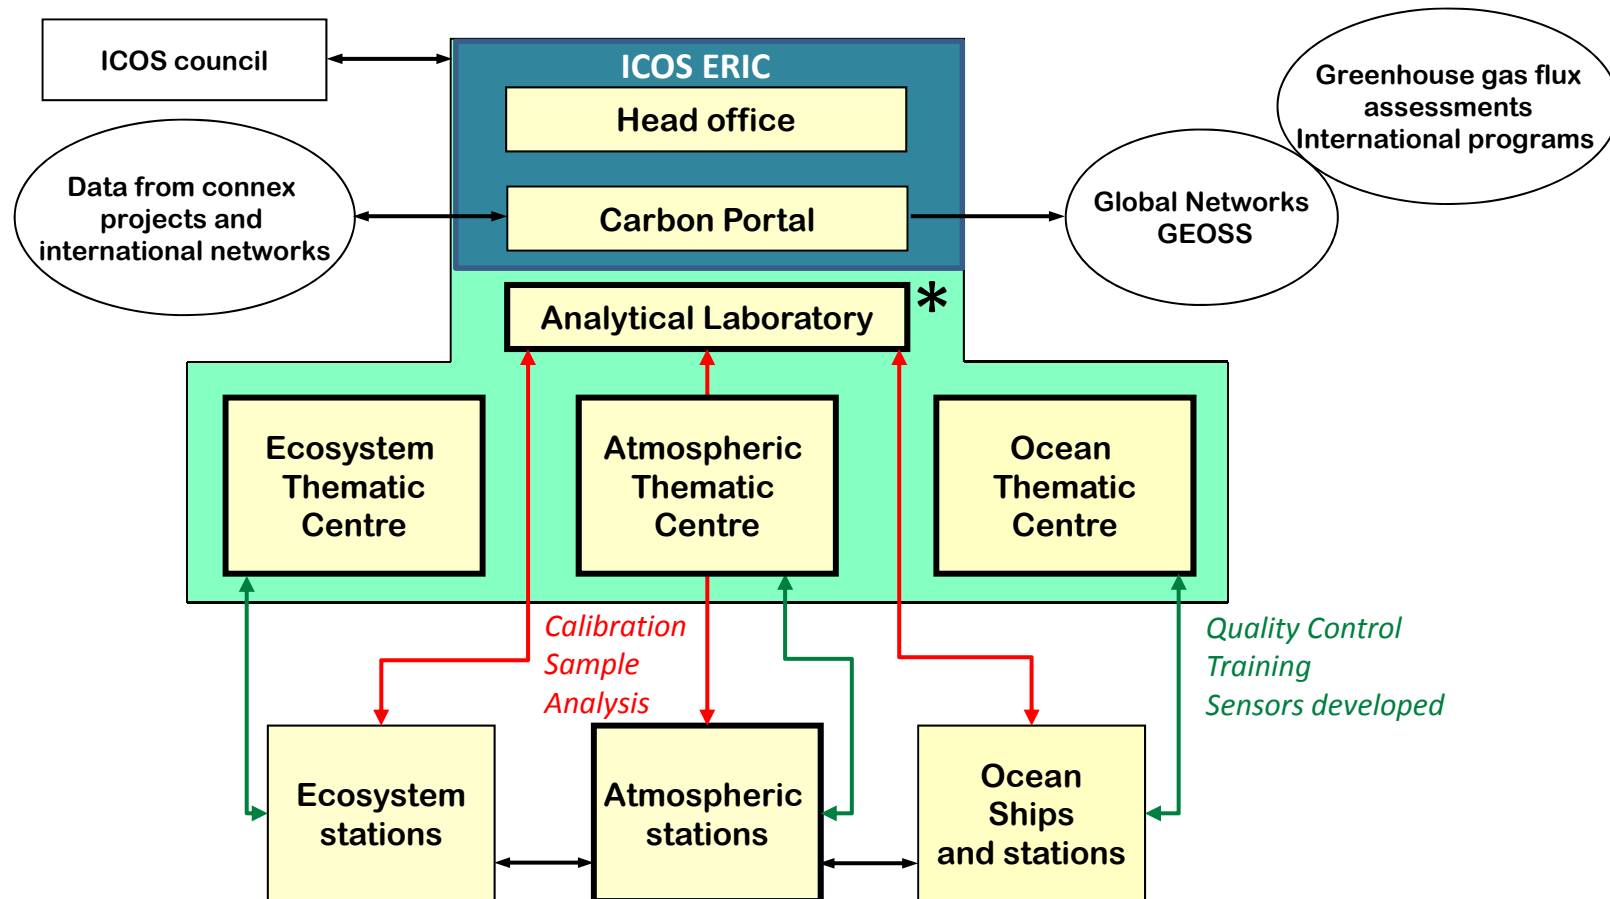 ICOS council
ICOS ERIC
Head office
Greenhouse gas flux
assessments
International programs
Data from connex
projects and
international networks
Carbon Portal
Global Networks
GEOSS
Analytical Laboratory *
Ecosystem
Thematic
Centre
Atmospheric
Thematic
Centre
Ocean
Thematic
Centre
Calibration
Sample
Analysis
Quality Control
Training
Sensors developed
Ecosystem
stations
Atmospheric
stations
Ocean
Ships
and stations